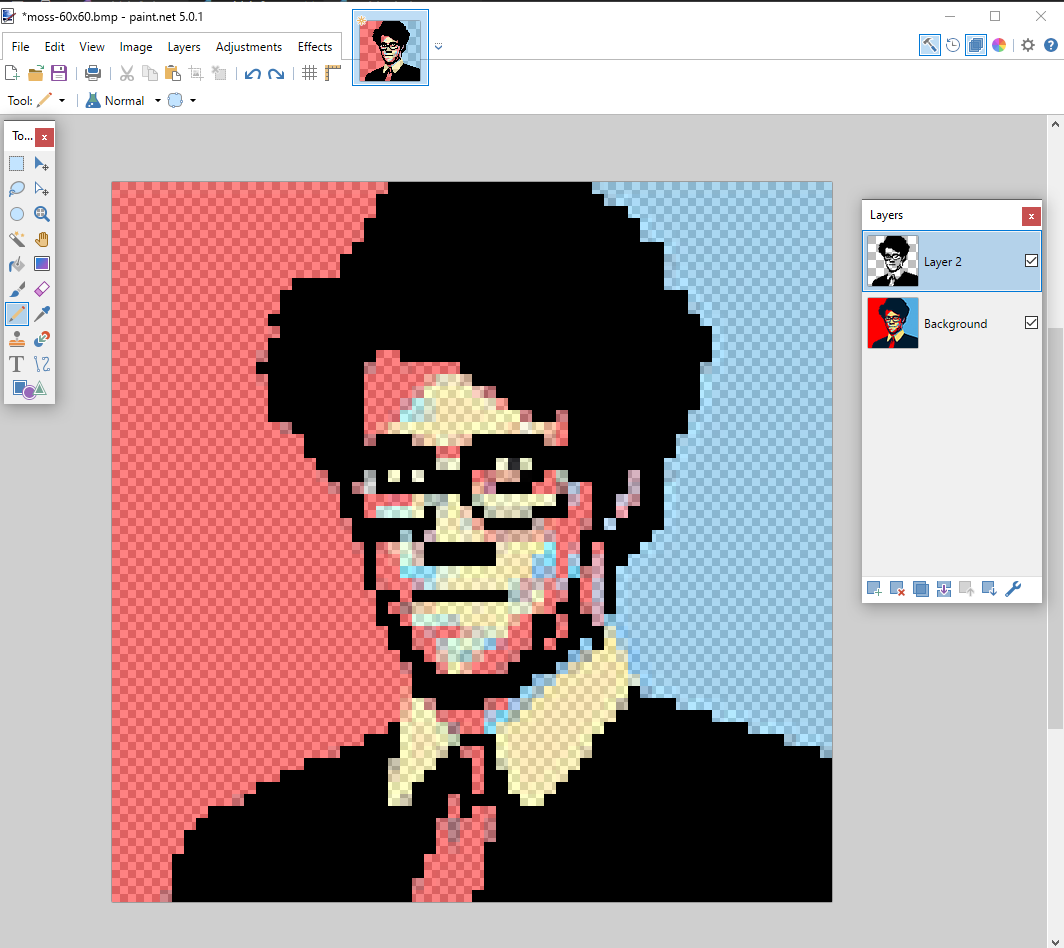 *moss-60x60.bmp - paint.net 5.0.1
File Edit View Image Layers Adjustments Effects
Tool: Normal
To...
Layers
Layer 2
Background